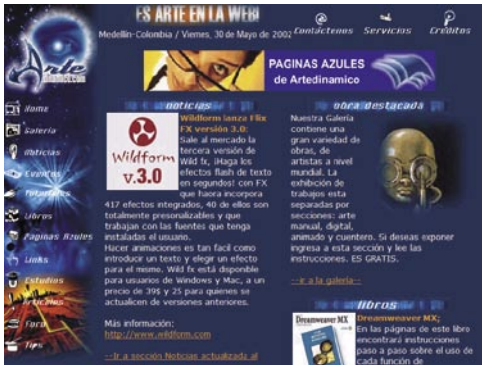 ES ARTE EN LA WEB!
Medellín-Colombia / Viernes, 30 de Mayo de 2002
Contáctenos
Servicios
Créditos
Arte
PAGINAS AZULES
de Artedinamico
Home
Galería
Noticias
Eventos
Tutoriales
Libros
Paginas Azules
Links
Estudios
Artículos
Foro
Tips
noticias
Wildform
v.3.0
Wildform lanza Flix
FX versión 3.0:
Sale al mercado la
tercera versión de
Wild fx, ¡Haga los
efectos flash de texto
en segundos! con FX
que haora incorpora
417 efectos integrados, 40 de ellos son
totalmente presonalizables y que
trabajan con las fuentes que tenga
instaladas el usuario.
Hacer animaciones es tan facil como
introducir un texto y elegir un efecto
para el mismo. Wild fx está disponible
para usuarios de Windows y Mac, a un
precio de 39$ y 25 para quienes se
actualicen de versiones anteriores.
Más información:
http://www.wildform.com
--Ir a sección Noticias actualizada al
obra destacada
Nuestra Galería
contiene una
gran variedad de
obras, de
artistas a nivel
mundial. La
exhibición de
trabajos esta
separadas por
secciones: arte
manual, digital,
animado y cuentero. Si deseas exponer
ingresa a esta sección y lee las
instrucciones. ES GRATIS.
--ir a la galería--
libros
Dreamweaver MX
Dreamweaver MX;
En las páginas de este libro
encontrará instrucciones
paso a paso sobre el uso de
cada función de